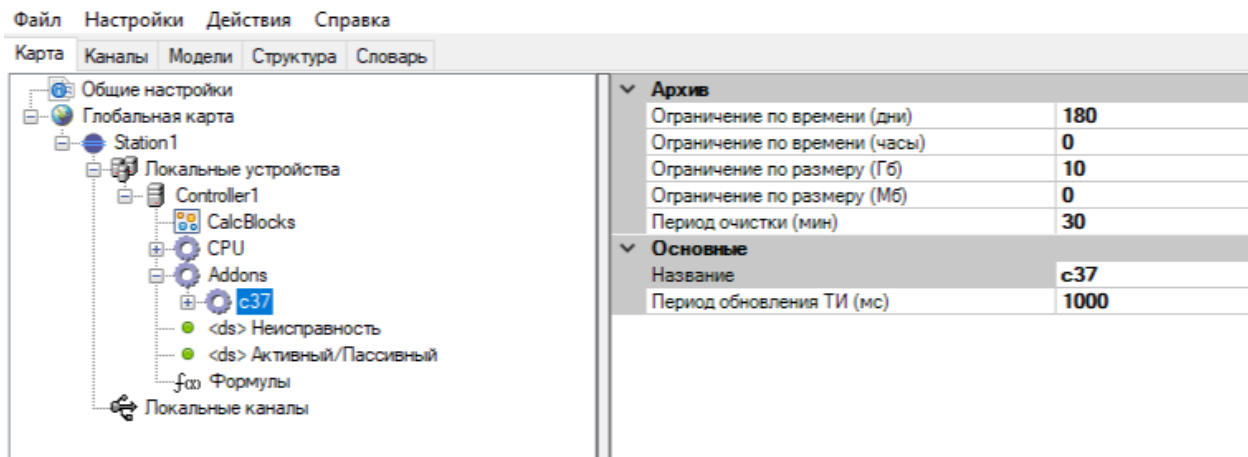 Файл Настройки Действия Справка
Карта Каналы Модели Структура Словарь
Общие настройки
Глобальная карта
Station1
Локальные устройства
Controller1
CalcBlocks
CPU
Addons
c37
<ds> Неисправность
<ds> Активный/Пассивный
f(x) Формулы
Локальные каналы
Архив
Ограничение по времени (дни) 180
Ограничение по времени (часы) 0
Ограничение по размеру (Гб) 10
Ограничение по размеру (Мб) 0
Период очистки (мин) 30
Основные
Название c37
Период обновления ТИ (мс) 1000